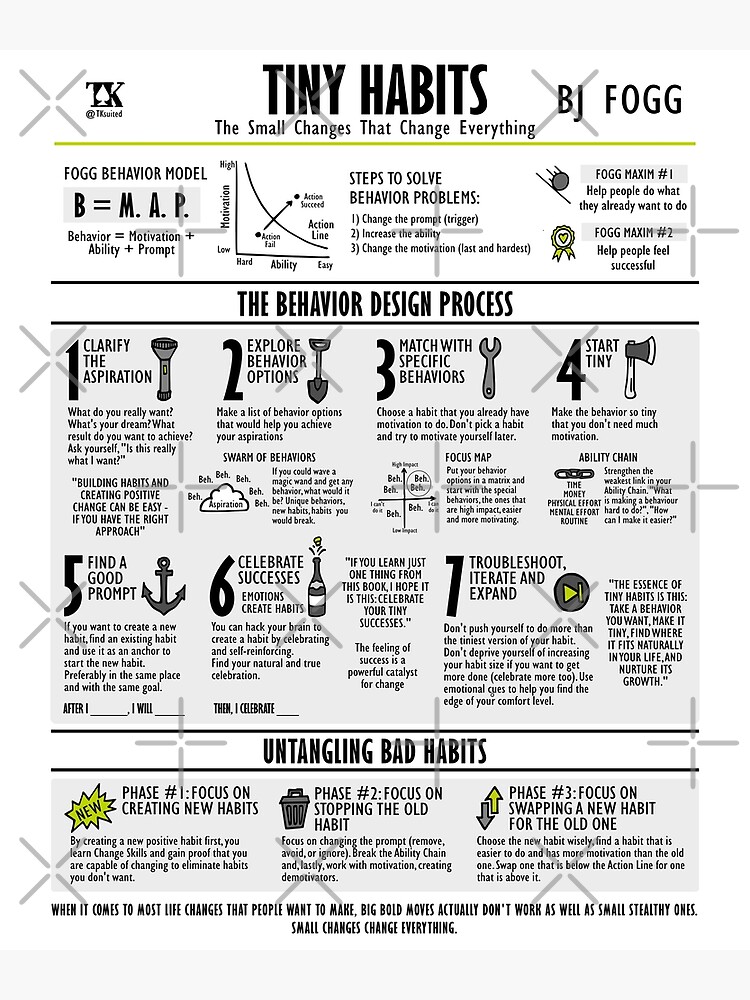 TK
@TKsuited
TINY HABITS
The Small Changes That Change Everything
BJ FOGG
FOGG BEHAVIOR MODEL
B = M. A. P.
Behavior = Motivation +
Ability + Prompt
High
Motivation
Low
Hard
Ability
Easy
Action
Succeed
Action
Line
Action
Fail
STEPS TO SOLVE
BEHAVIOR PROBLEMS:
1) Change the prompt (trigger)
2) Increase the ability
3) Change the motivation (last and hardest)
FOGG MAXIM #1
Help people do what
they already want to do
FOGG MAXIM #2
Help people feel
successful
THE BEHAVIOR DESIGN PROCESS
1
CLARIFY
THE
ASPIRATION
What do you really want?
What's your dream? What
result do you want to achieve?
Ask yourself, "Is this really
what I want?"
"BUILDING HABITS AND
CREATING POSITIVE
CHANGE CAN BE EASY -
IF YOU HAVE THE RIGHT
APPROACH"
2
EXPLORE
BEHAVIOR
OPTIONS
Make a list of behavior options
that would help you achieve
your aspirations
SWARM OF BEHAVIORS
Beh.
Beh.
Beh.
Beh.
Beh.
Beh.
Beh.
Aspiration
If you could wave a
magic wand and get any
behavior, what would it
be? Unique behaviors,
new habits, habits you
would break.
3
MATCH WITH
SPECIFIC
BEHAVIORS
Choose a habit that you already have
motivation to do. Don't pick a habit
and try to motivate yourself later.
High Impact
Beh.
Beh.
Beh.
Beh.
Beh.
I can't
do it
I can
do it
Low Impact
FOCUS MAP
Put your behavior
options in a matrix and
start with the special
behaviors, the ones that
are high impact, easier
and more motivating.
4
START
TINY
Make the behavior so tiny
that you don't need much
motivation.
ABILITY CHAIN
TIME
MONEY
PHYSICAL EFFORT
MENTAL EFFORT
ROUTINE
Strengthen the
weakest link in your
Ability Chain. "What
is making a behaviour
hard to do?", "How
can I make it easier?"
5
FIND A
GOOD
PROMPT
If you want to create a new
habit, find an existing habit
and use it as an anchor to
start the new habit.
Preferably in the same place
and with the same goal.
AFTER I ______, I WILL ______
6
CELEBRATE
SUCCESSES
EMOTIONS
CREATE HABITS
You can hack your brain to
create a habit by celebrating
and self-reinforcing.
Find your natural and true
celebration.
THEN, I CELEBRATE ____
"IF YOU LEARN JUST
ONE THING FROM
THIS BOOK, I HOPE IT
IS THIS: CELEBRATE
YOUR TINY
SUCCESSES."
The feeling of
success is a
powerful catalyst
for change
7
TROUBLESHOOT,
ITERATE AND
EXPAND
Don't push yourself to do more than
the tiniest version of your habit.
Don't deprive yourself of increasing
your habit size if you want to get
more done (celebrate more too). Use
emotional cues to help you find the
edge of your comfort level.
"THE ESSENCE OF
TINY HABITS IS THIS:
TAKE A BEHAVIOR
YOU WANT, MAKE IT
TINY, FIND WHERE
IT FITS NATURALLY
IN YOUR LIFE, AND
NURTURE ITS
GROWTH."
UNTANGLING BAD HABITS
NEW
PHASE #1: FOCUS ON
CREATING NEW HABITS
By creating a new positive habit first, you
learn Change Skills and gain proof that you
are capable of changing to eliminate habits
you don't want.
PHASE #2: FOCUS ON
STOPPING THE OLD
HABIT
Focus on changing the prompt (remove,
avoid, or ignore). Break the Ability Chain
and, lastly, work with motivation, creating
demotivators.
PHASE #3: FOCUS ON
SWAPPING A NEW HABIT
FOR THE OLD ONE
Choose the new habit wisely, find a habit that is
easier to do and has more motivation than the old
one. Swap one that is below the Action Line for one
that is above it.
WHEN IT COMES TO MOST LIFE CHANGES THAT PEOPLE WANT TO MAKE, BIG BOLD MOVES ACTUALLY DON'T WORK AS WELL AS SMALL STEALTHY ONES.
SMALL CHANGES CHANGE EVERYTHING.